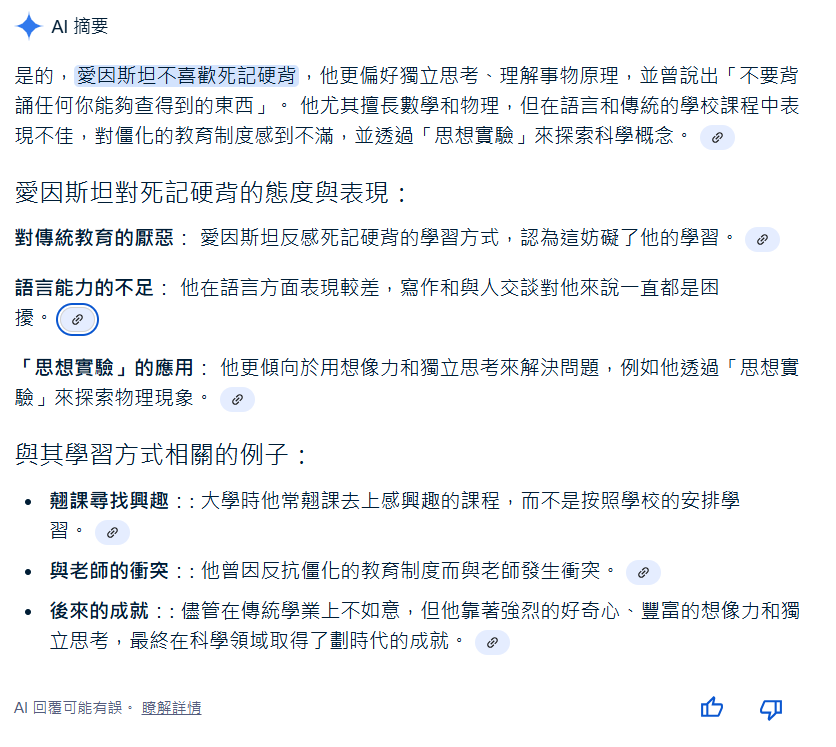 AI 摘要
是的，愛因斯坦不喜歡死記硬背，他更偏好獨立思考、理解事物原理，並曾說出「不要背
誦任何你能夠查得到的東西」。 他尤其擅長數學和物理，但在語言和傳統的學校課程中表
現不佳，對僵化的教育制度感到不滿，並透過「思想實驗」來探索科學概念。
愛因斯坦對死記硬背的態度與表現：
對傳統教育的厭惡： 愛因斯坦反感死記硬背的學習方式，認為這妨礙了他的學習。
語言能力的不足： 他在語言方面表現較差，寫作和與人交談對他來說一直都是困
擾。
「思想實驗」的應用： 他更傾向於用想像力和獨立思考來解決問題，例如他透過「思想實
驗」來探索物理現象。
與其學習方式相關的例子：
• 翹課尋找興趣：: 大學時他常翹課去上感興趣的課程，而不是按照學校的安排學
習。
• 與老師的衝突：: 他曾因反抗僵化的教育制度而與老師發生衝突。
• 後來的成就：: 儘管在傳統學業上不如意，但他靠著強烈的好奇心、豐富的想像力和獨
立思考，最終在科學領域取得了劃時代的成就。
AI 回覆可能有誤。 瞭解詳情